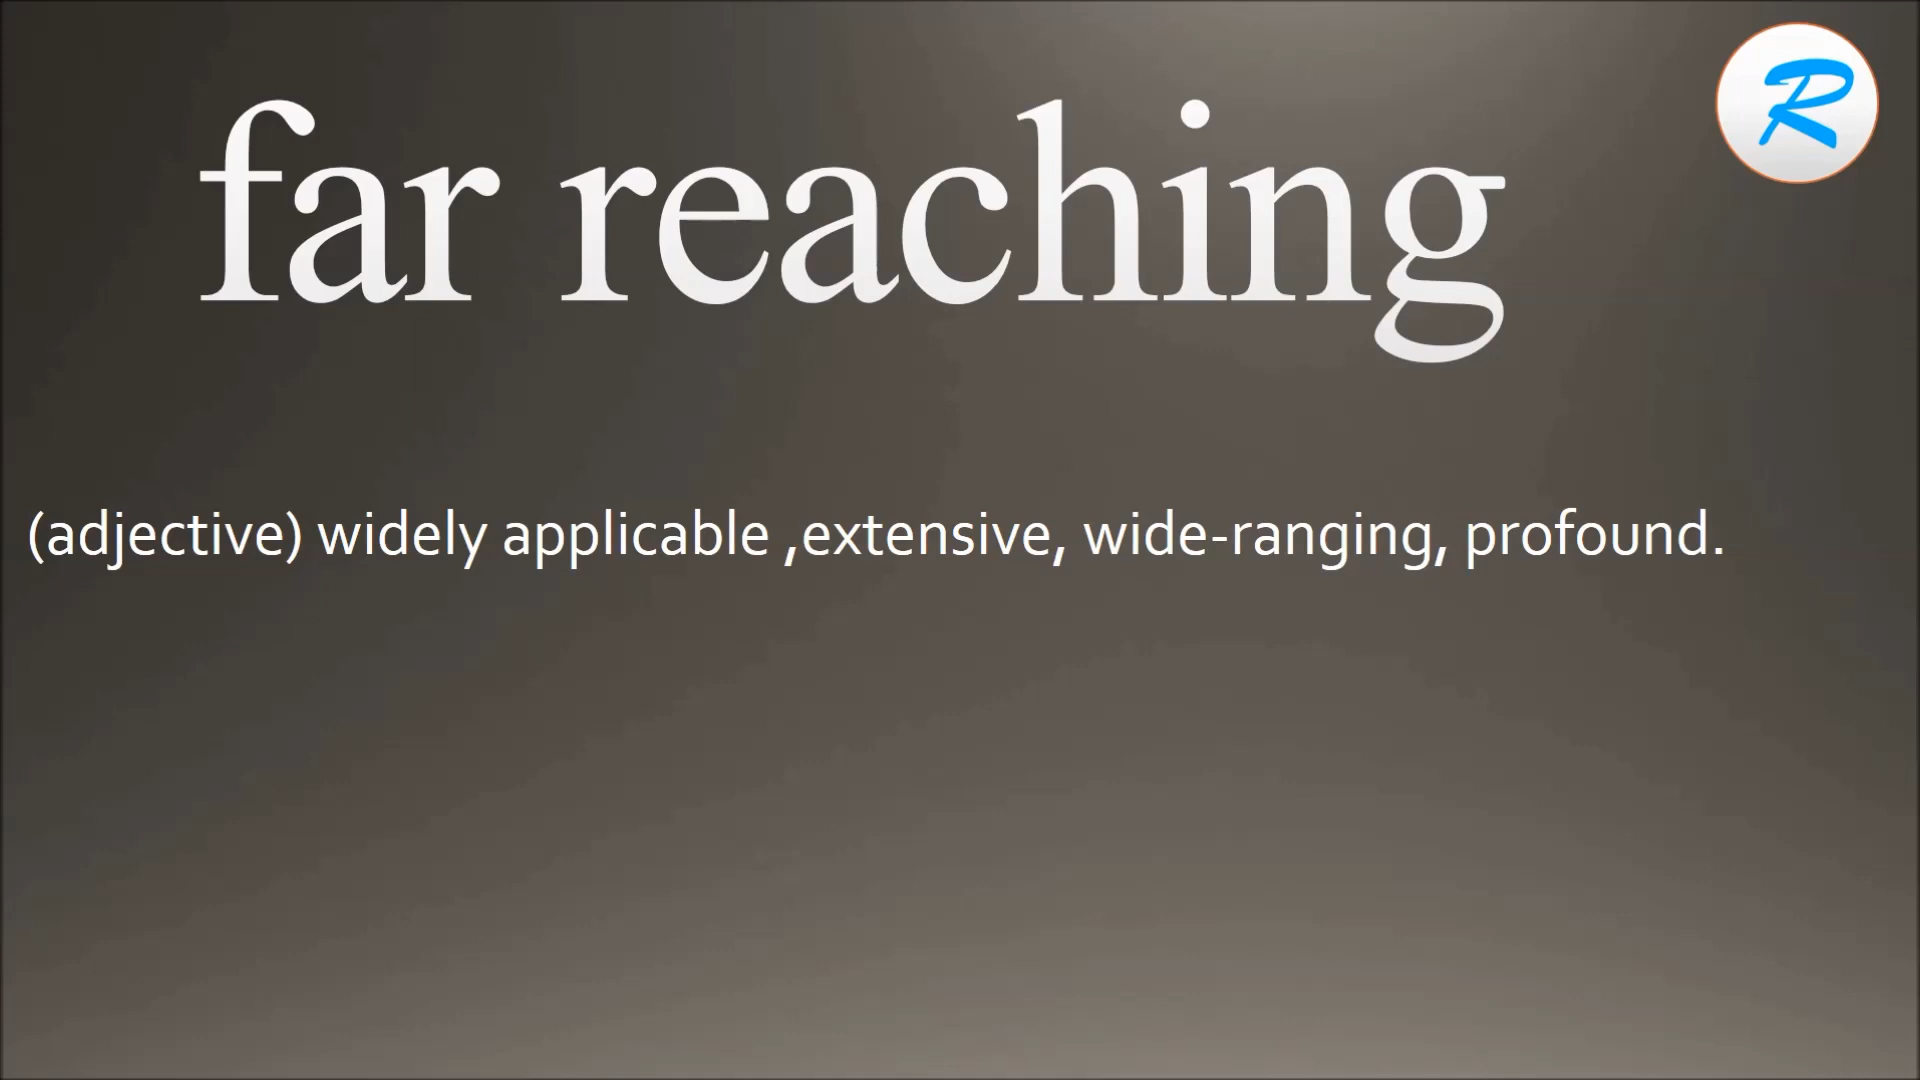 R
far reaching
(adjective) widely applicable ,extensive, wide-ranging, profound.